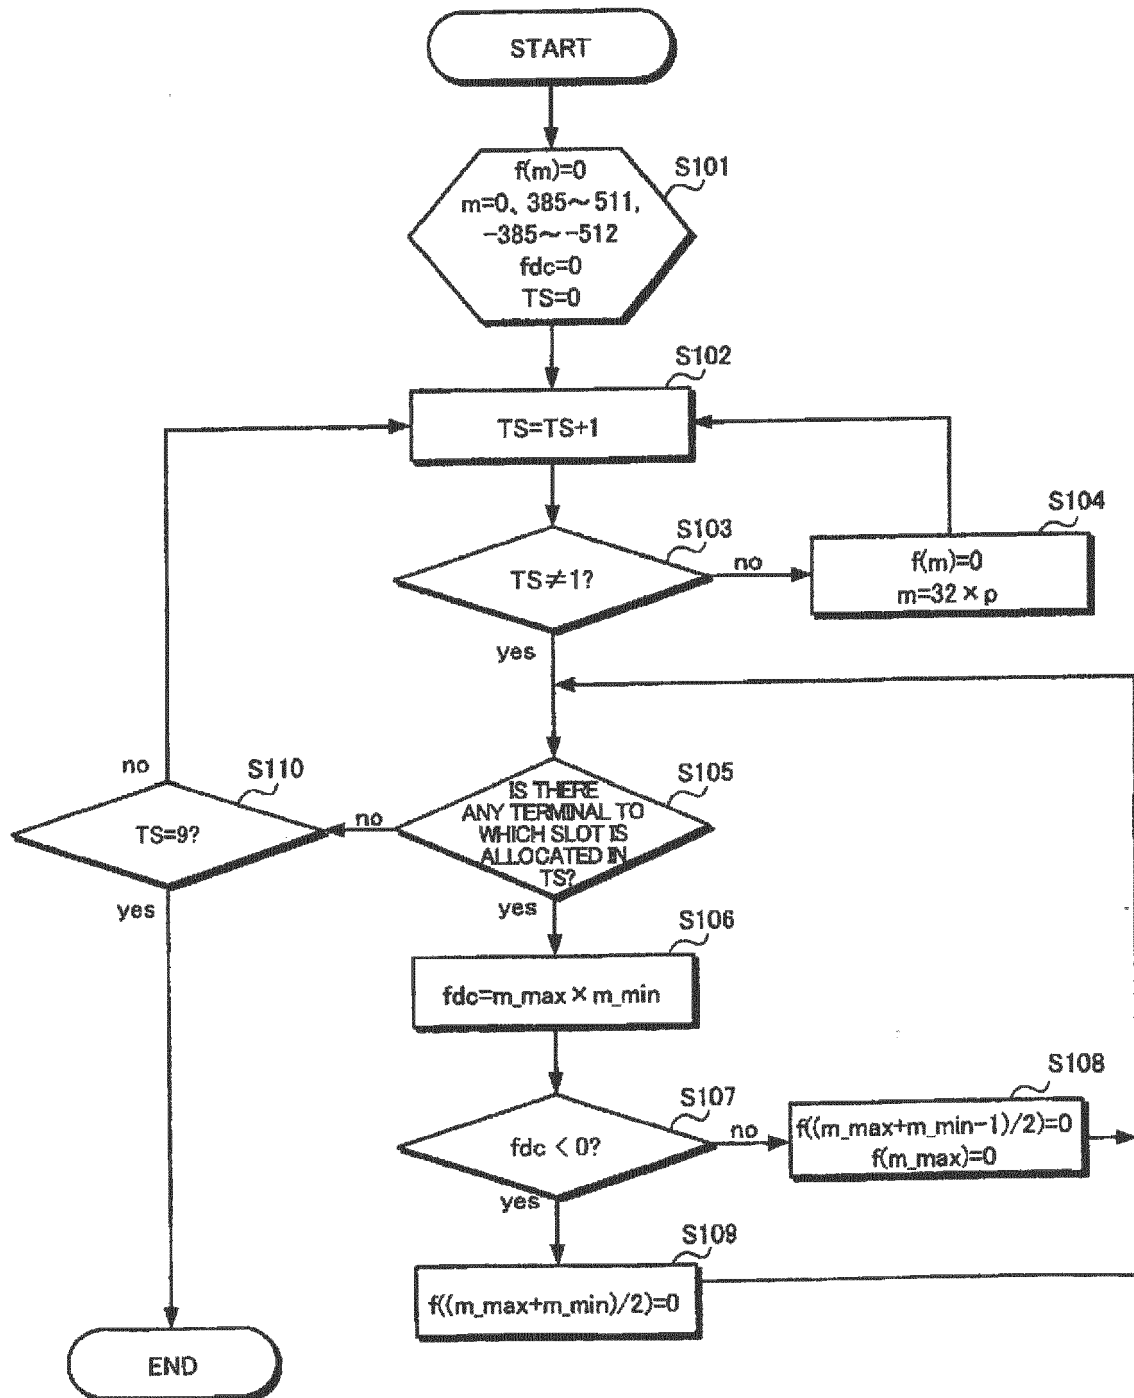 START
S101
f(m)=0
m=0、385～511,
-385～-512
fdc=0
TS=0
S102
TS=TS+1
S103
TS≠1?
no
yes
S104
f(m)=0
m=32×p
S105
IS THERE
ANY TERMINAL TO
WHICH SLOT IS
ALLOCATED IN
TS?
no
yes
S110
TS=9?
no
yes
S106
fdc=m_max×m_min
S107
fdc<0?
no
yes
S108
f((m_max+m_min-1)/2)=0
f(m_max)=0
S109
f((m_max+m_min)/2)=0
END